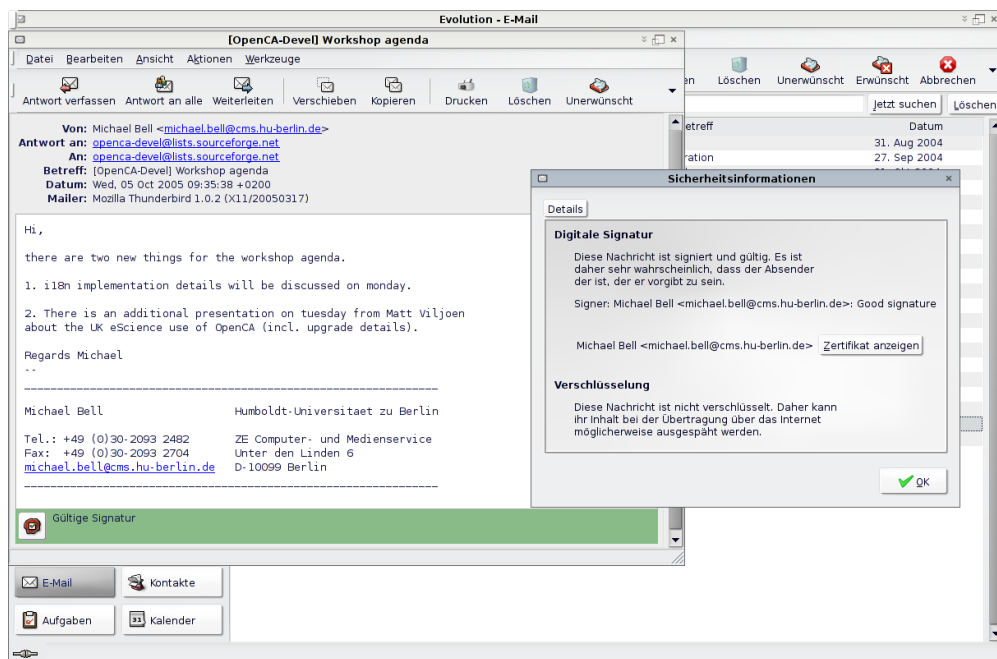 Evolution - E-Mail
[OpenCA-Devel] Workshop agenda
Datei Bearbeiten Ansicht Aktionen Werkzeuge
Antwort verfassen Antwort an alle Weiterleiten Verschieben Kopieren Drucken Löschen Unerwünscht
en Löschen Unerwünscht Erwünscht Abbrechen
Jetzt suchen Löschen
Von: Michael Bell <michael.bell@cms.hu-berlin.de>
Antwort an: openca-devel@lists.sourceforge.net
An: openca-devel@lists.sourceforge.net
Betreff: [OpenCA-Devel] Workshop agenda
Datum: Wed, 05 Oct 2005 09:35:38 +0200
Mailer: Mozilla Thunderbird 1.0.2 (X11/20050317)
etreff Datum
31. Aug 2004
ration 27. Sep 2004
Hi,
there are two new things for the workshop agenda.
1. i18n implementation details will be discussed on monday.
2. There is an additional presentation on tuesday from Matt Viljoen
about the UK eScience use of OpenCA (incl. upgrade details).
Regards Michael
--
_______________________________________________________________
Michael Bell Humboldt-Universitaet zu Berlin
Tel.: +49 (0)30-2093 2482 ZE Computer- und Medienservice
Fax: +49 (0)30-2093 2704 Unter den Linden 6
michael.bell@cms.hu-berlin.de D-10099 Berlin
_______________________________________________________________
Gültige Signatur
Sicherheitsinformationen
Details
Digitale Signatur
Diese Nachricht ist signiert und gültig. Es ist
daher sehr wahrscheinlich, dass der Absender
der ist, der er vorgibt zu sein.
Signer: Michael Bell <michael.bell@cms.hu-berlin.de>: Good signature
Michael Bell <michael.bell@cms.hu-berlin.de> Zertifikat anzeigen
Verschlüsselung
Diese Nachricht ist nicht verschlüsselt. Daher kann
ihr Inhalt bei der Übertragung über das Internet
möglicherweise ausgespäht werden.
OK
E-Mail Kontakte
Aufgaben 31 Kalender